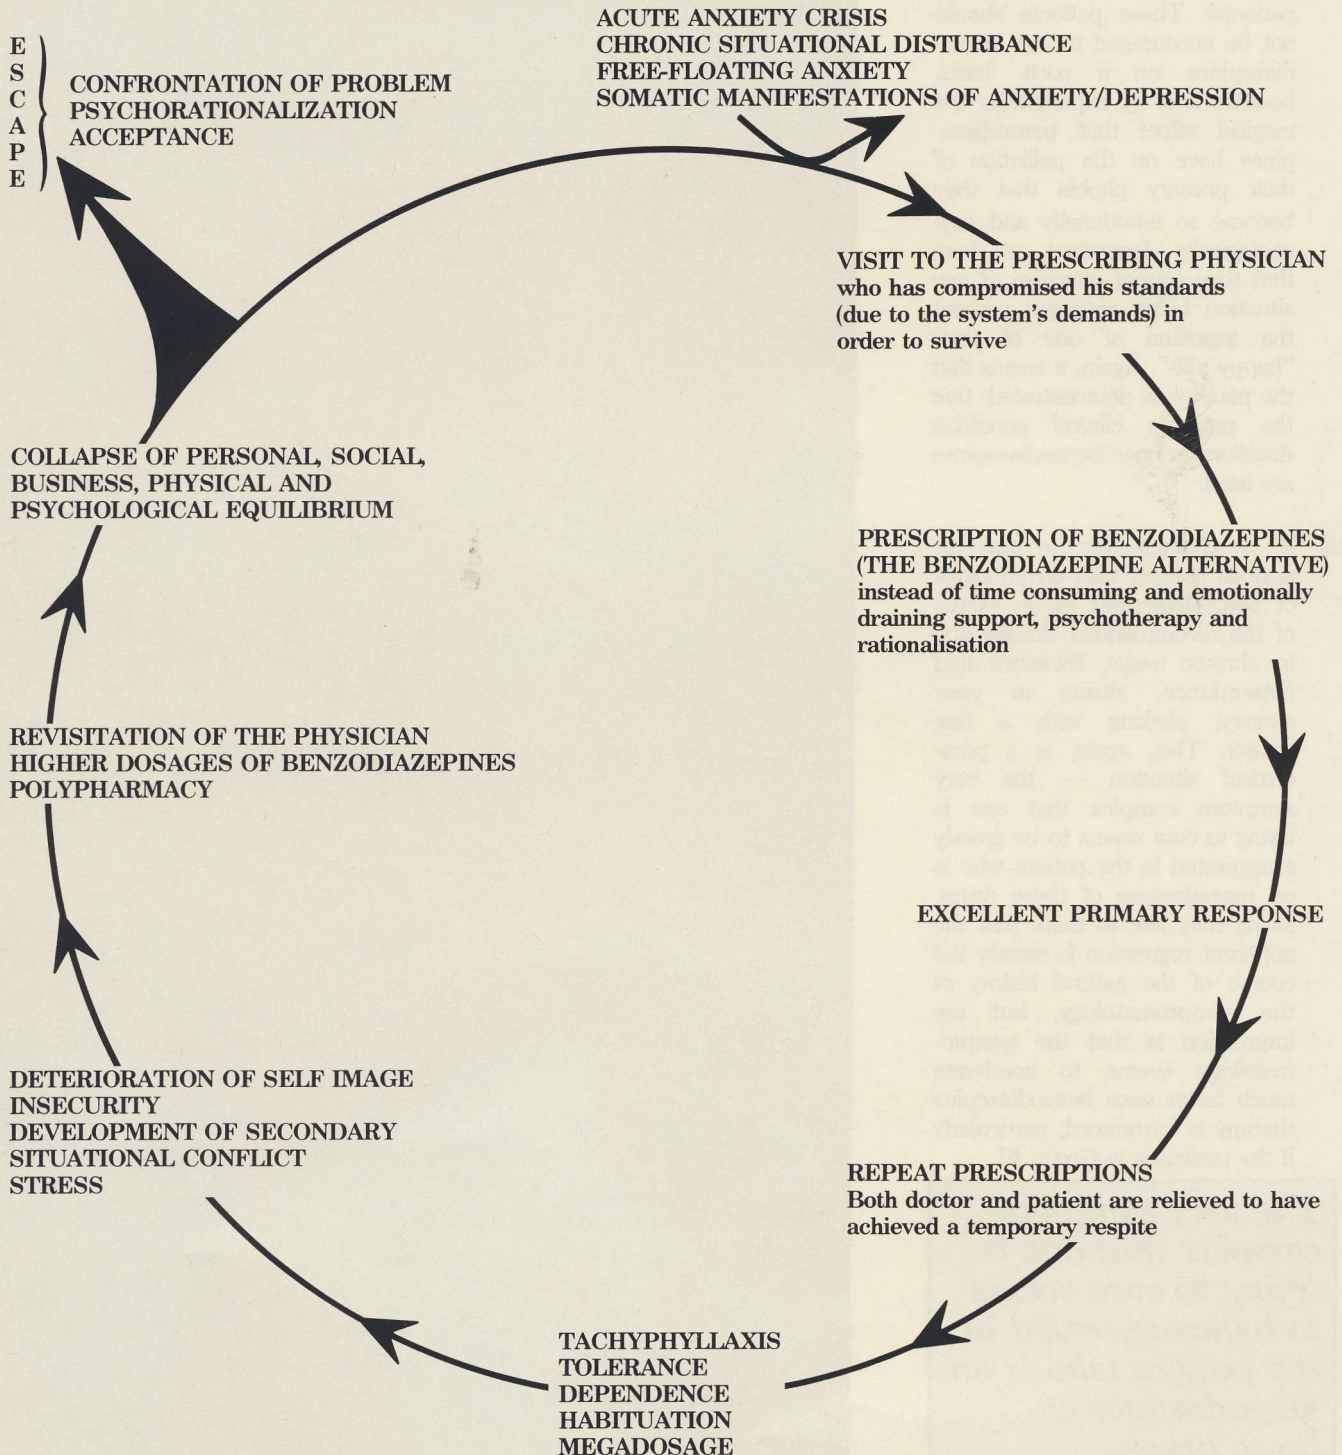 ACUTE ANXIETY CRISIS
CHRONIC SITUATIONAL DISTURBANCE
FREE-FLOATING ANXIETY
SOMATIC MANIFESTATIONS OF ANXIETY/DEPRESSION
VISIT TO THE PRESCRIBING PHYSICIAN
who has compromised his standards
(due to the system's demands) in
order to survive
PRESCRIPTION OF BENZODIAZEPINES
(THE BENZODIAZEPINE ALTERNATIVE)
instead of time consuming and emotionally
draining support, psychotherapy and
rationalisation
EXCELLENT PRIMARY RESPONSE
REPEAT PRESCRIPTIONS
Both doctor and patient are relieved to have
achieved a temporary respite
TACHYPHYLLAXIS
TOLERANCE
DEPENDENCE
HABITUATION
MEGADOSAGE
DETERIORATION OF SELF IMAGE
INSECURITY
DEVELOPMENT OF SECONDARY
SITUATIONAL CONFLICT
STRESS
REVISITATION OF THE PHYSICIAN
HIGHER DOSAGES OF BENZODIAZEPINES
POLYPHARMACY
COLLAPSE OF PERSONAL, SOCIAL,
BUSINESS, PHYSICAL AND
PSYCHOLOGICAL EQUILIBRIUM
ESCAPE
CONFRONTATION OF PROBLEM
PSYCHORATIONALIZATION
ACCEPTANCE